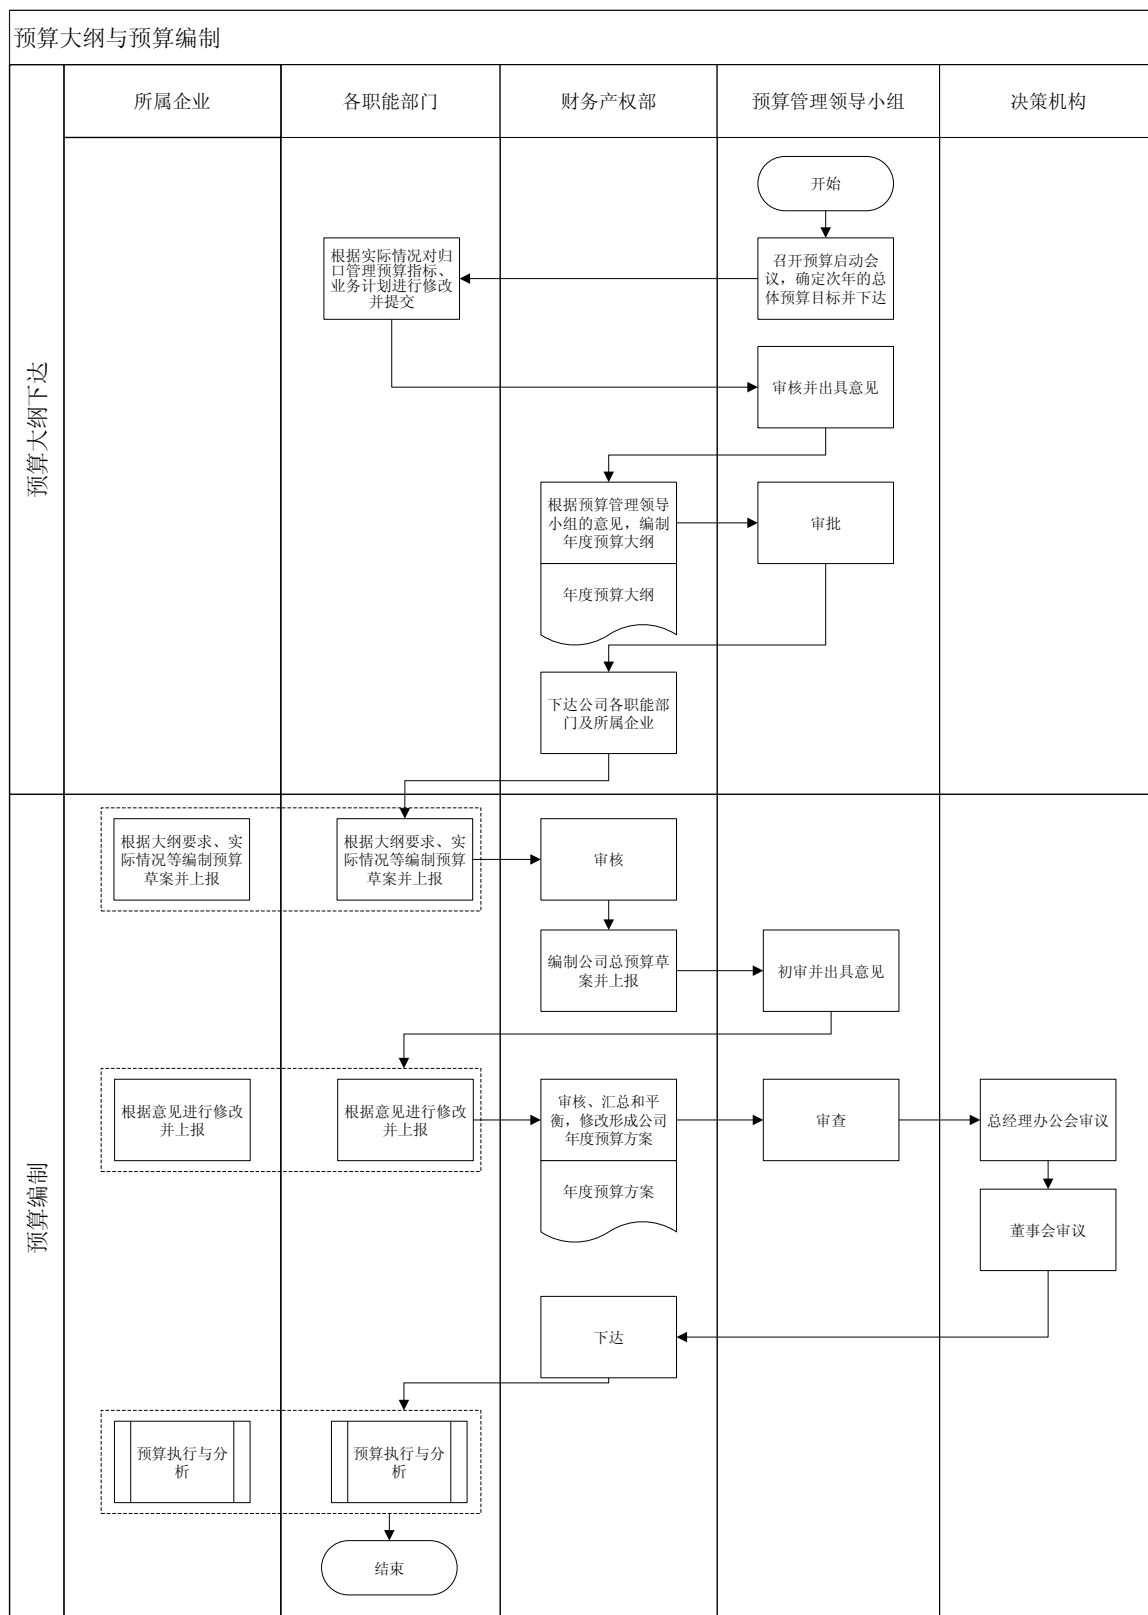 预算大纲与预算编制
所属企业
各职能部门
财务产权部
预算管理领导小组
决策机构
预算大纲下达
开始
根据实际情况对归
口管理预算指标、
业务计划进行修改
并提交
召开预算启动会
议，确定次年的总
体预算目标并下达
审核并出具意见
根据预算管理领导
小组的意见，编制
年度预算大纲
审批
年度预算大纲
下达公司各职能部
门及所属企业
预算编制
根据大纲要求、实
际情况等编制预算
草案并上报
根据大纲要求、实
际情况等编制预算
草案并上报
审核
编制公司总预算草
案并上报
初审并出具意见
根据意见进行修改
并上报
根据意见进行修改
并上报
审核、汇总和平
衡，修改形成公司
年度预算方案
审查
总经理办公会审议
年度预算方案
董事会审议
下达
预算执行与分
析
预算执行与分
析
结束